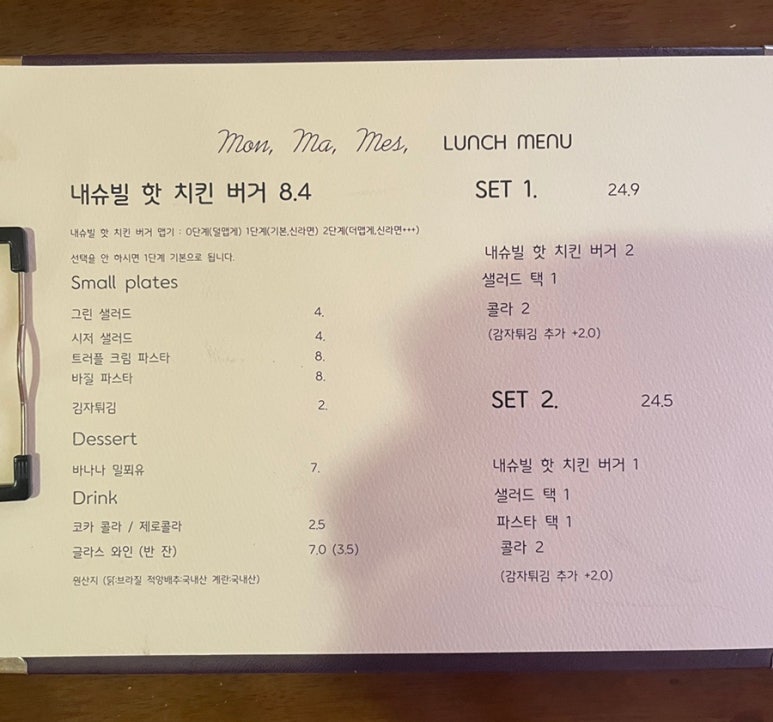 Mon, Ma, Mes, LUNCH MENU
내슈빌 핫 치킨 버거 8.4
내슈빌 핫 치킨 버거 맵기 : 0단계(덜맵게) 1단계(기본,신라면) 2단계(더맵게,신라면+++)
선택을 안 하시면 1단계 기본으로 됩니다.
Small plates
그린 샐러드 4.
시저 샐러드 4.
트러플 크림 파스타 8.
바질 파스타 8.
김자튀김 2.
Dessert
바나나 밀푀유 7.
Drink
코카 콜라 / 제로콜라 2.5
글라스 와인 (반 잔) 7.0 (3.5)
원산지 (닭:브라질 적양배추:국내산 계란:국내산)
SET 1. 24.9
내슈빌 핫 치킨 버거 2
샐러드 택 1
콜라 2
(감자튀김 추가 +2.0)
SET 2. 24.5
내슈빌 핫 치킨 버거 1
샐러드 택 1
파스타 택 1
콜라 2
(감자튀김 추가 +2.0)